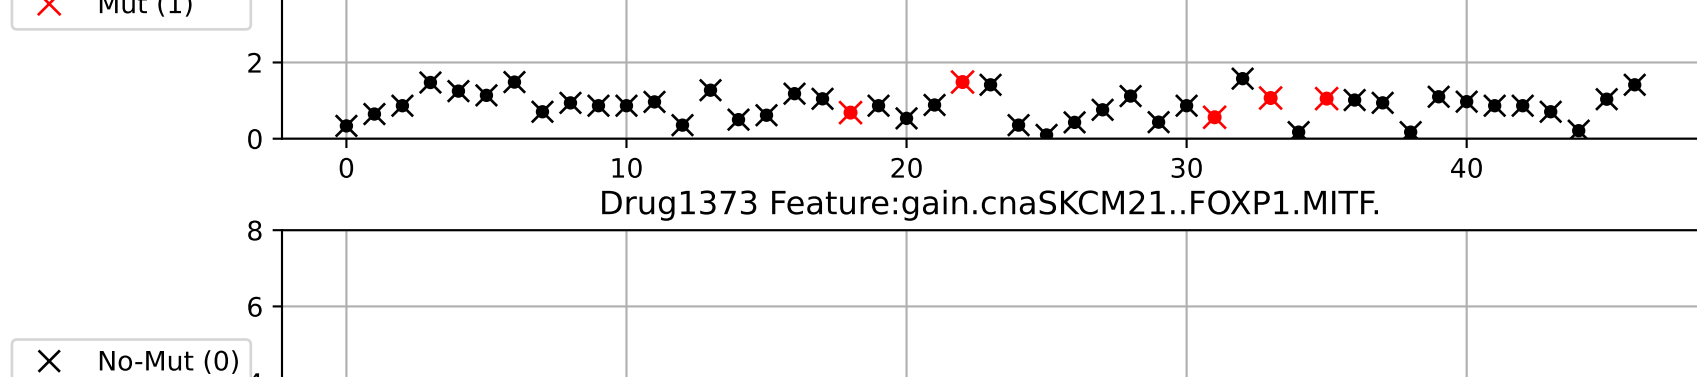 Mut (1)
2
0
0 10 20 30 40
Drug1373 Feature:gain.cnaSKCM21..FOXP1.MITF.
8
6
No-Mut (0)